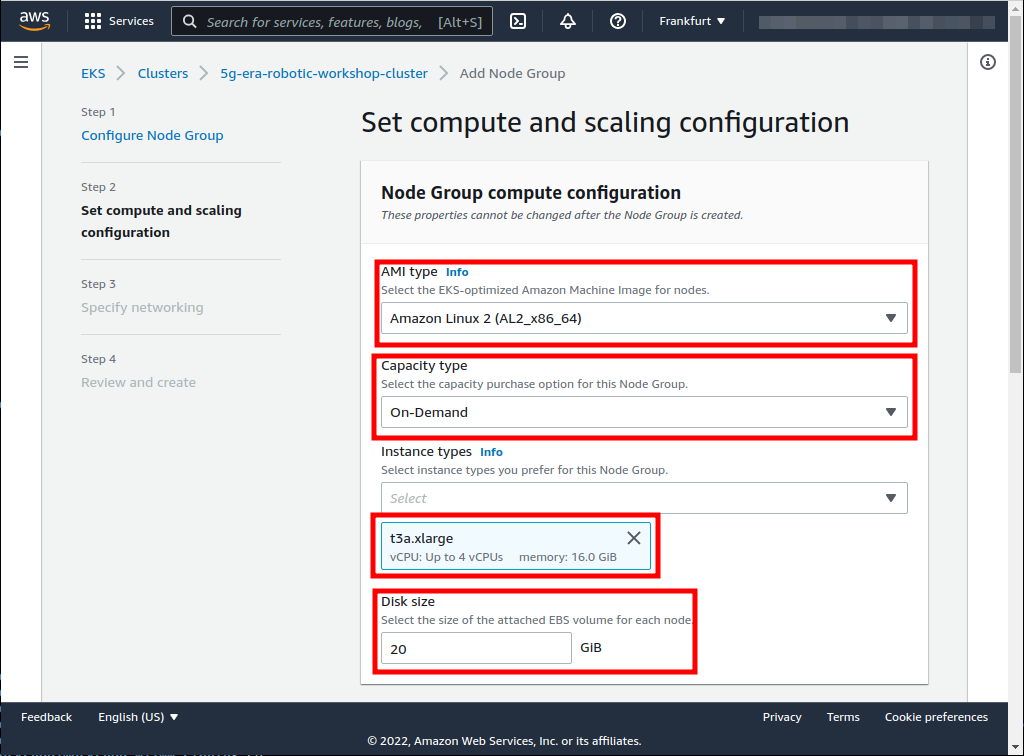 aws
Services
Search for services, features, blogs, [Alt+S]
Frankfurt
EKS
Clusters
5g-era-robotic-workshop-cluster
Add Node Group
Step 1
Configure Node Group
Step 2
Set compute and scaling
configuration
Step 3
Specify networking
Step 4
Review and create
Set compute and scaling configuration
Node Group compute configuration
These properties cannot be changed after the Node Group is created.
AMI type Info
Select the EKS-optimized Amazon Machine Image for nodes.
Amazon Linux 2 (AL2_x86_64)
Capacity type
Select the capacity purchase option for this Node Group.
On-Demand
Instance types Info
Select instance types you prefer for this Node Group.
Select
t3a.xlarge
vCPU: Up to 4 vCPUs memory: 16.0 GiB
Disk size
Select the size of the attached EBS volume for each node.
20 GiB
Feedback
English (US)
Privacy
Terms
Cookie preferences
© 2022, Amazon Web Services, Inc. or its affiliates.